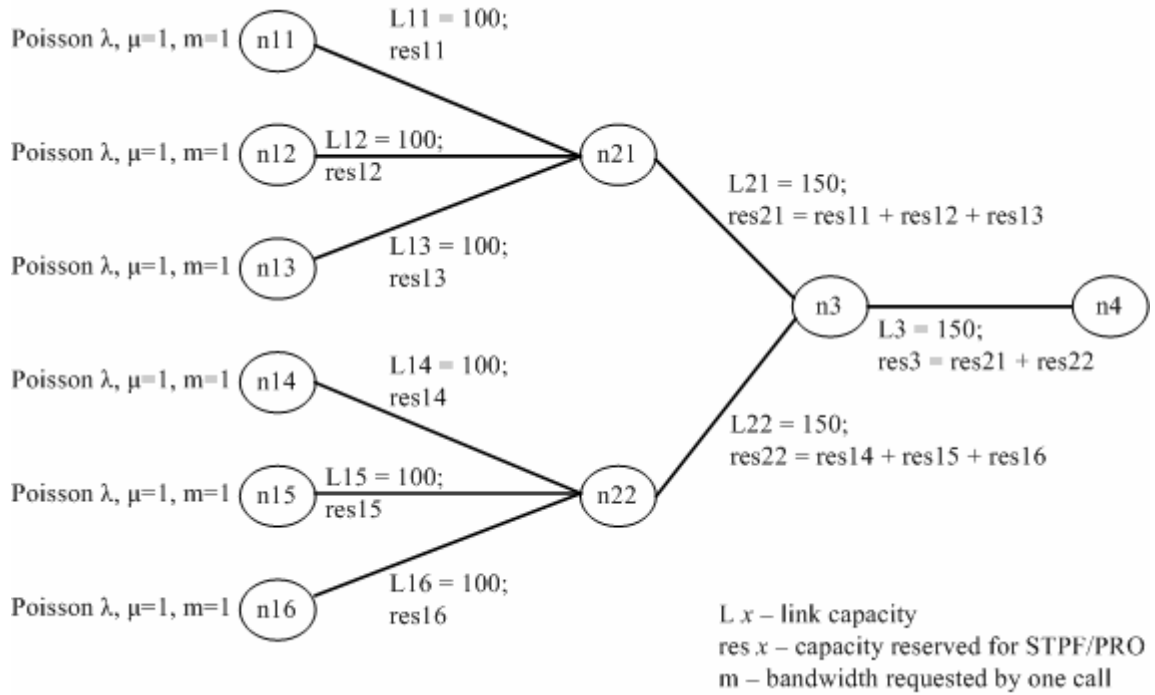 Poisson λ, μ=1, m=1
n11
L11 = 100;
res11
Poisson λ, μ=1, m=1
n12
L12 = 100;
res12
n21
Poisson λ, μ=1, m=1
n13
L13 = 100;
res13
L21 = 150;
res21 = res11 + res12 + res13
n3
n4
L3 = 150;
res3 = res21 + res22
Poisson λ, μ=1, m=1
n14
L14 = 100;
res14
L22 = 150;
res22 = res14 + res15 + res16
Poisson λ, μ=1, m=1
n15
L15 = 100;
res15
n22
Poisson λ, μ=1, m=1
n16
L16 = 100;
res16
L x – link capacity
res x – capacity reserved for STPF/PRO
m – bandwidth requested by one call